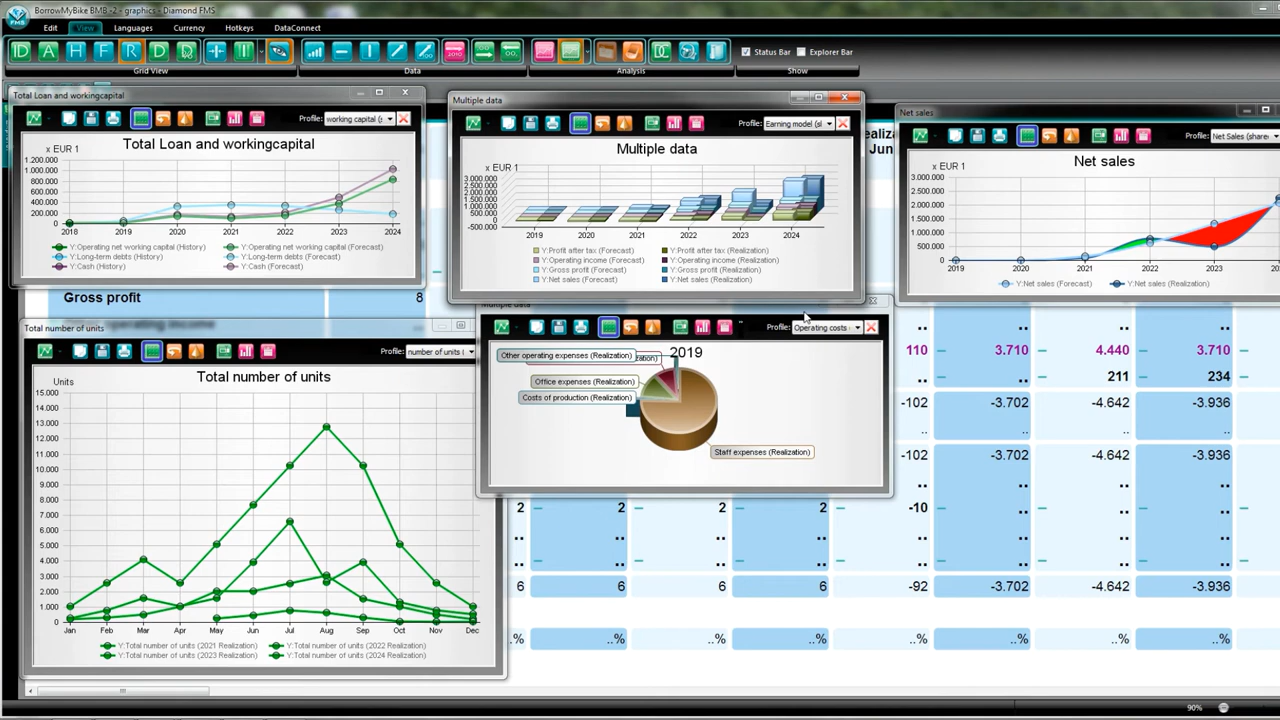 BorrowMyBike BMB -2 - graphics - Diamond FMS
FMS
Edit View Languages Currency Hotkeys DataConnect
ID A H F R D
Status Bar Explorer Bar
Grid View Data Analysis Show
Total Loan and workingcapital
Profile: working capital (s
Total Loan and workingcapital
x EUR 1
1.200.000
1.000.000
800.000
600.000
400.000
200.000
2018 2019 2020 2021 2022 2023 2024
Y:Operating net working capital (History) Y:Operating net working capital (Forecast)
Y:Long-term debts (History) Y:Long-term debts (Forecast)
Y:Cash (History) Y:Cash (Forecast)
Multiple data
Profile: Earning model (sl
Multiple data
x EUR 1
3.000.000
2.500.000
2.000.000
1.500.000
1.000.000
500.000
0
-500.000
2019 2020 2021 2022 2023 2024
Y:Profit after tax (Forecast) Y:Profit after tax (Realization)
Y:Operating income (Forecast) Y:Operating income (Realization)
Y:Gross profit (Forecast) Y:Gross profit (Realization)
Y:Net sales (Forecast) Y:Net sales (Realization)
Net sales
Profile: Net Sales (share
Net sales
x EUR 1
3.000.000
2.500.000
2.000.000
1.500.000
1.000.000
500.000
0
2019 2020 2021 2022 2023
Y:Net sales (Forecast) Y:Net sales (Realization)
Jun
Gross profit 8
Total number of units
Profile: number of units (
Total number of units
Units
15.000
14.000
13.000
12.000
11.000
10.000
9.000
8.000
7.000
6.000
5.000
4.000
3.000
2.000
1.000
0
Jan Feb Mar Apr May Jun Jul Aug Sep Oct Nov Dec
Y:Total number of units (2021 Realization) Y:Total number of units (2022 Realization)
Y:Total number of units (2023 Realization) Y:Total number of units (2024 Realization)
Multiple data
Profile: Operating costs
2019
Other operating expenses (Realization)
Office expenses (Realization)
Costs of production (Realization)
Staff expenses (Realization)
.. .. .. ..
110 3.710 4.440 3.710
.. .. 211 234
-102 -3.702 -4.642 -3.936
.. .. .. ..
-102 -3.702 -4.642 -3.936
.. .. .. ..
2 2 2 2 -10 .. .. ..
.. .. .. .. .. .. .. ..
.. .. .. .. .. .. .. ..
6 6 6 6 -92 -3.702 -4.642 -3.936
..% ..% ..% ..% ..% ..% ..% ..%
90%